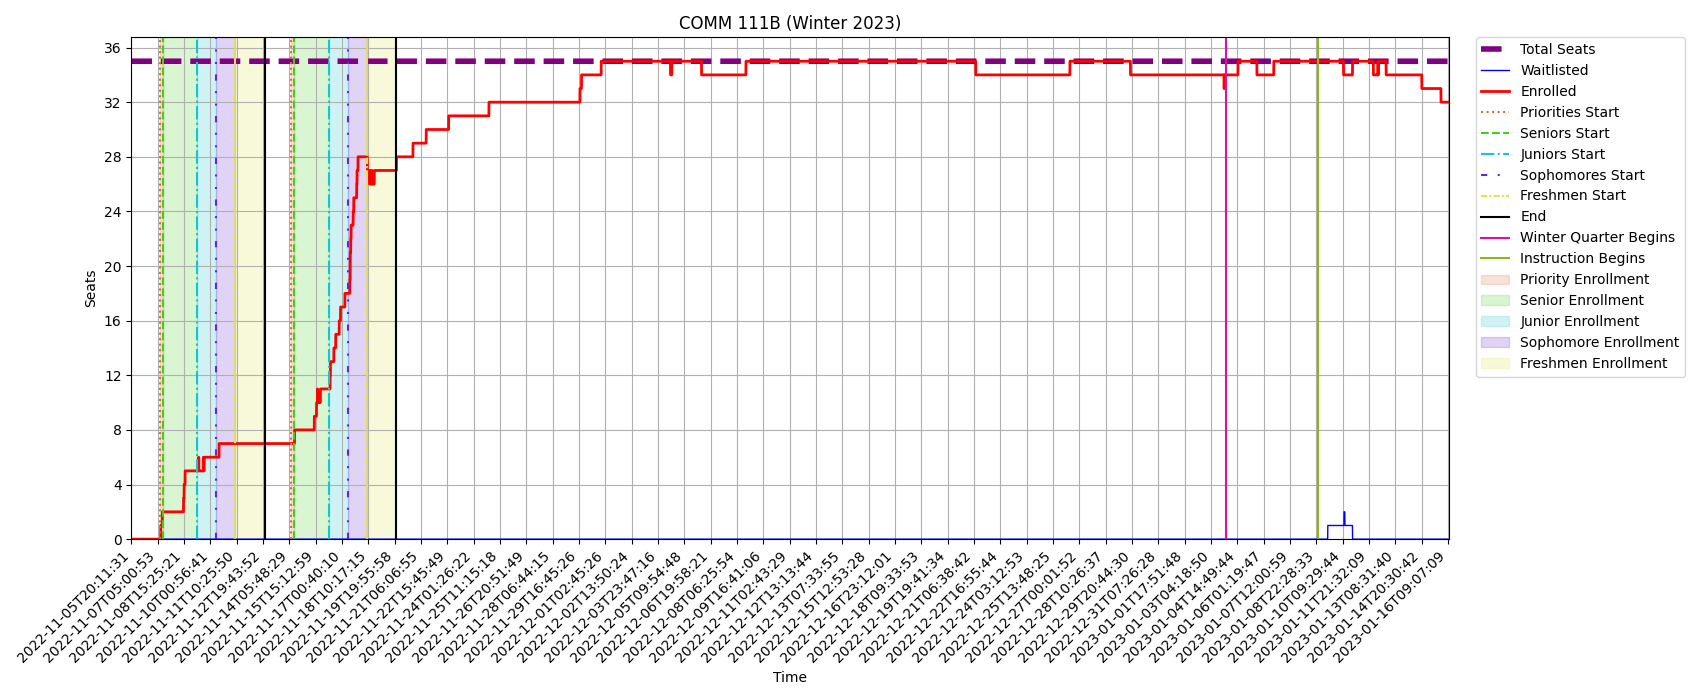 COMM 111B (Winter 2023)
Seats
36
32
28
24
20
16
12
8
4
0
2022-11-05T20:11:31
2022-11-07T05:00:53
2022-11-08T15:25:21
2022-11-10T00:56:41
2022-11-11T10:25:50
2022-11-12T19:43:52
2022-11-14T05:48:29
2022-11-15T15:12:59
2022-11-17T00:40:10
2022-11-18T10:17:15
2022-11-19T19:55:58
2022-11-21T06:06:55
2022-11-22T15:45:49
2022-11-24T01:26:22
2022-11-25T11:15:18
2022-11-26T20:51:49
2022-11-28T06:44:15
2022-11-29T16:45:26
2022-12-01T02:45:26
2022-12-02T13:50:24
2022-12-03T23:47:16
2022-12-05T09:54:48
2022-12-06T19:58:21
2022-12-08T06:25:54
2022-12-09T16:41:06
2022-12-11T02:43:29
2022-12-12T13:13:44
2022-12-13T07:33:55
2022-12-15T12:53:28
2022-12-16T23:12:01
2022-12-18T09:33:53
2022-12-19T19:41:34
2022-12-21T06:38:42
2022-12-22T16:55:44
2022-12-24T03:12:53
2022-12-25T13:48:25
2022-12-27T00:01:52
2022-12-28T10:26:37
2022-12-29T20:44:30
2022-12-31T07:26:28
2023-01-01T17:51:48
2023-01-03T04:18:50
2023-01-04T14:49:44
2023-01-06T01:19:47
2023-01-07T12:00:59
2023-01-08T22:28:33
2023-01-10T09:29:44
2023-01-11T21:32:09
2023-01-13T08:31:40
2023-01-14T20:30:42
2023-01-16T09:07:09
Time
Total Seats
Waitlisted
Enrolled
Priorities Start
Seniors Start
Juniors Start
Sophomores Start
Freshmen Start
End
Winter Quarter Begins
Instruction Begins
Priority Enrollment
Senior Enrollment
Junior Enrollment
Sophomore Enrollment
Freshmen Enrollment